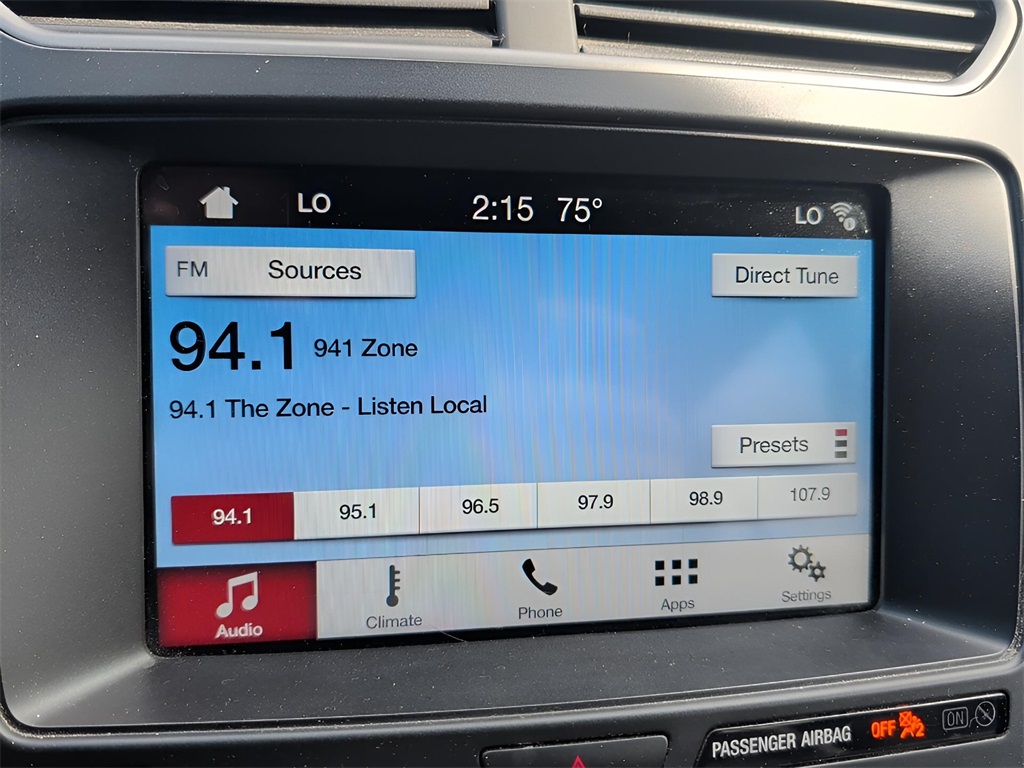 LO 2:15 75° LO
FM Sources Direct Tune
94.1 941 Zone
94.1 The Zone - Listen Local
Presets
94.1 95.1 96.5 97.9 98.9 107.9
Audio Climate Phone Apps Settings
PASSENGER AIRBAG OFF 2 ON